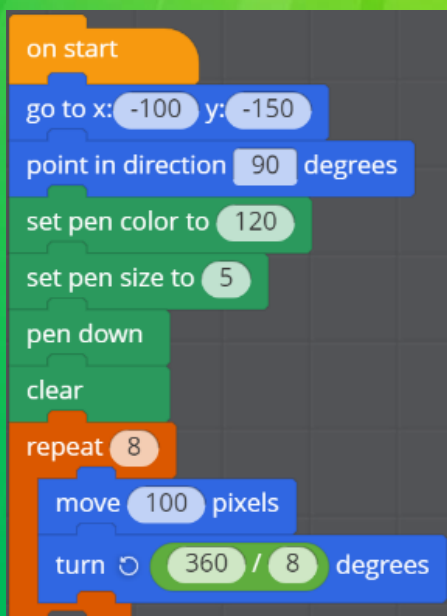 on start
go to x: -100 y: -150
point in direction 90 degrees
set pen color to 120
set pen size to 5
pen down
clear
repeat 8
move 100 pixels
turn 360 / 8 degrees